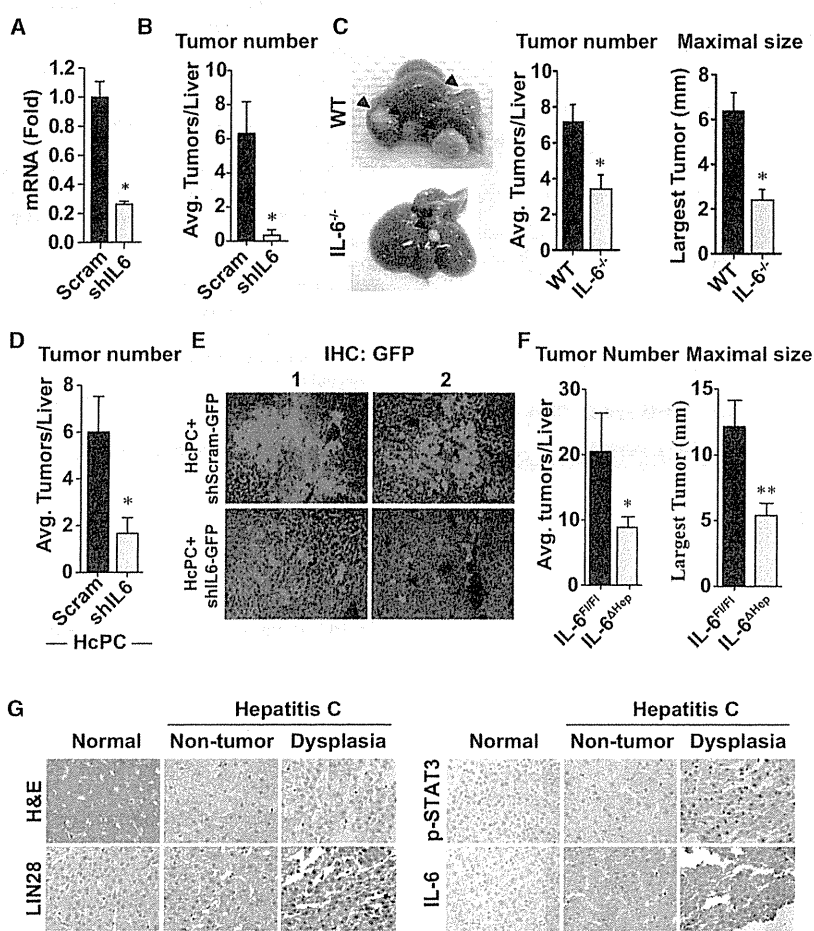 A
mRNA (Fold)
1.2
1.0
0.8
0.6
0.4
0.2
0.0
*
Scram
shIL6
B
Tumor number
Avg. Tumors/Liver
10
8
6
4
2
0
*
Scram
shIL6
C
WT
IL-6-/-
Tumor number
Avg. Tumors/Liver
10
8
6
4
2
0
*
WT
IL-6-/-
Maximal size
Largest Tumor (mm)
8
6
4
2
0
*
WT
IL-6-/-
D
Tumor number
Avg. Tumors/Liver
8
6
4
2
0
*
Scram
shIL6
— HcPC —
E
IHC: GFP
1 2
HcPC+
shScram-GFP
HcPC+
shIL6-GFP
F
Tumor Number
Avg. tumors/Liver
30
20
10
0
*
IL-6Fl/Fl
IL-6ΔHep
Maximal size
Largest Tumor (mm)
15
10
5
0
**
IL-6Fl/Fl
IL-6ΔHep
G
Hepatitis C
Normal Non-tumor Dysplasia
H&E
LIN28
Hepatitis C
Normal Non-tumor Dysplasia
p-STAT3
IL-6